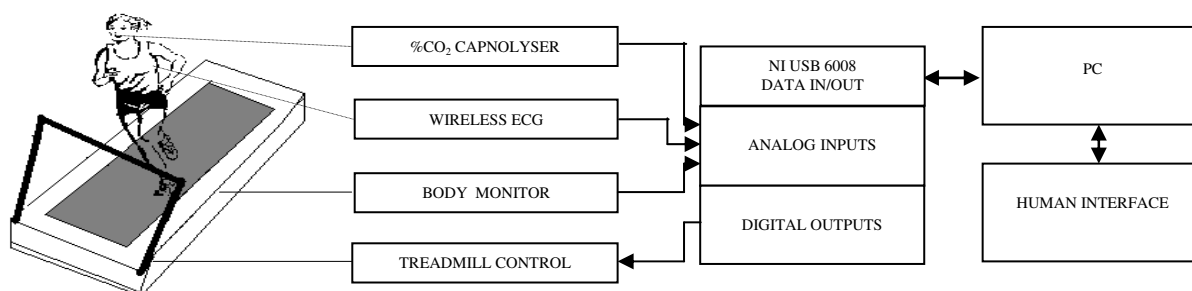 %CO₂ CAPNOLYSER
WIRELESS ECG
BODY MONITOR
TREADMILL CONTROL
NI USB 6008
DATA IN/OUT
ANALOG INPUTS
DIGITAL OUTPUTS
PC
HUMAN INTERFACE